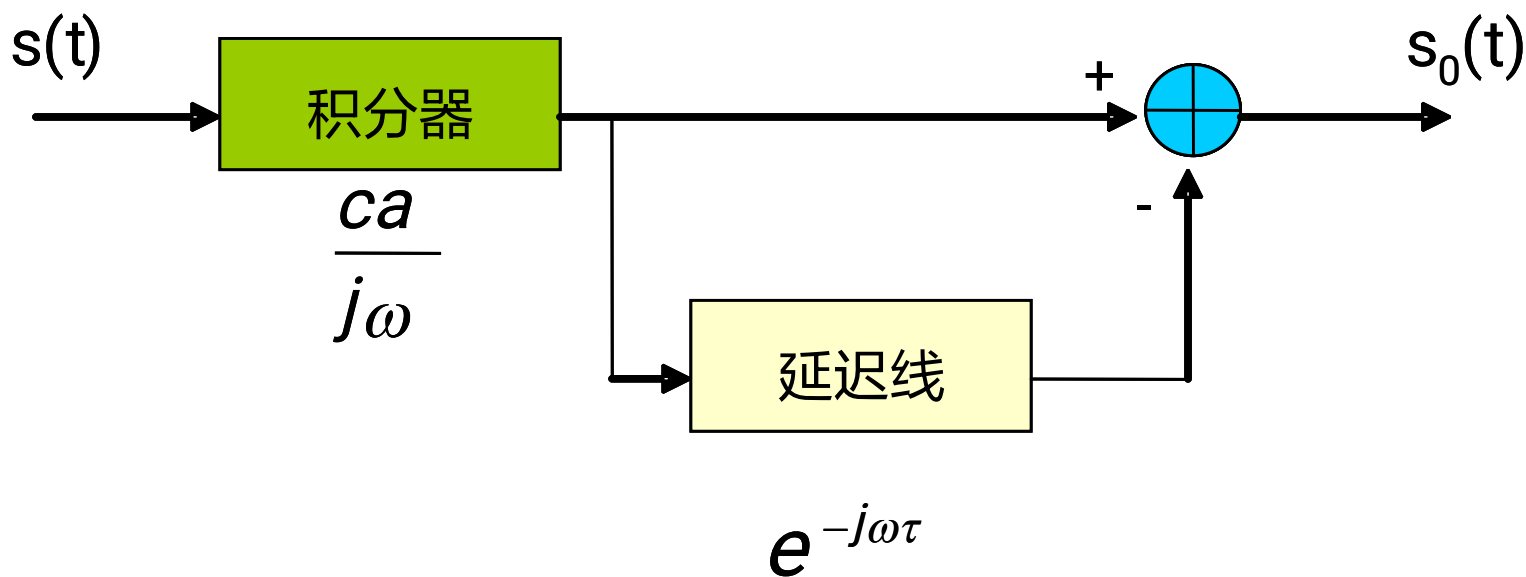 s(t)
积分器
+
s₀(t)
ca
jω
-
延迟线
e^{-jωτ}